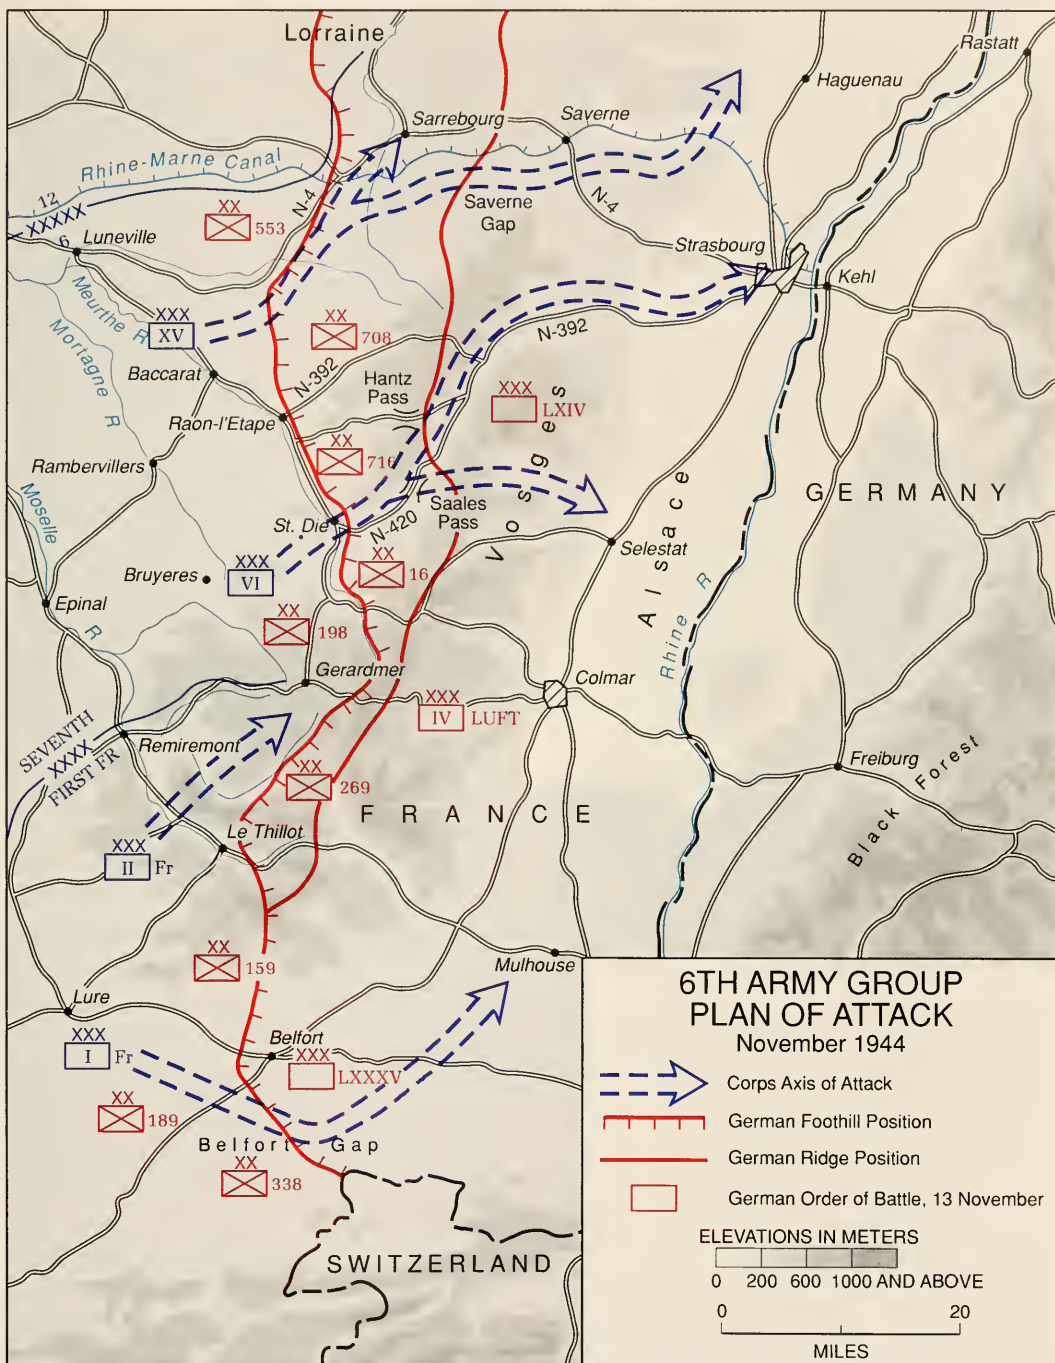 Lorraine
Rastatt
Haguenau
Sarrebourg
Saverne
Rhine-Marne Canal
12
XXXXX
6
Luneville
XX
553
N-4
Saverne
Gap
N-4
Strasbourg
Kehl
Meurthe R
Mortagne R
XXX
XV
XX
708
N-392
N-392
Baccarat
Hantz
Pass
XXX
LXIV
Raon-l'Etape
Rambervillers
XX
716
Moselle
R
Saales
Pass
Vosges
GERMANY
St. Die
N-420
Selestat
Alsace
XXX
VI
Bruyeres
XX
16
Epinal
XX
198
Rhine R
Gerardmer
Colmar
XXX
IV
LUFT
SEVENTH
XXXX
FIRST FR
Remiremont
Freiburg
XX
269
FRANCE
Black Forest
Le Thillot
XXX
II
Fr
XX
159
Mulhouse
Lure
XXX
I
Fr
Belfort
XXX
LXXXV
XX
189
Belfort Gap
XX
338
SWITZERLAND
6TH ARMY GROUP
PLAN OF ATTACK
November 1944
Corps Axis of Attack
German Foothill Position
German Ridge Position
German Order of Battle, 13 November
ELEVATIONS IN METERS
0 200 600 1000 AND ABOVE
0 20
MILES